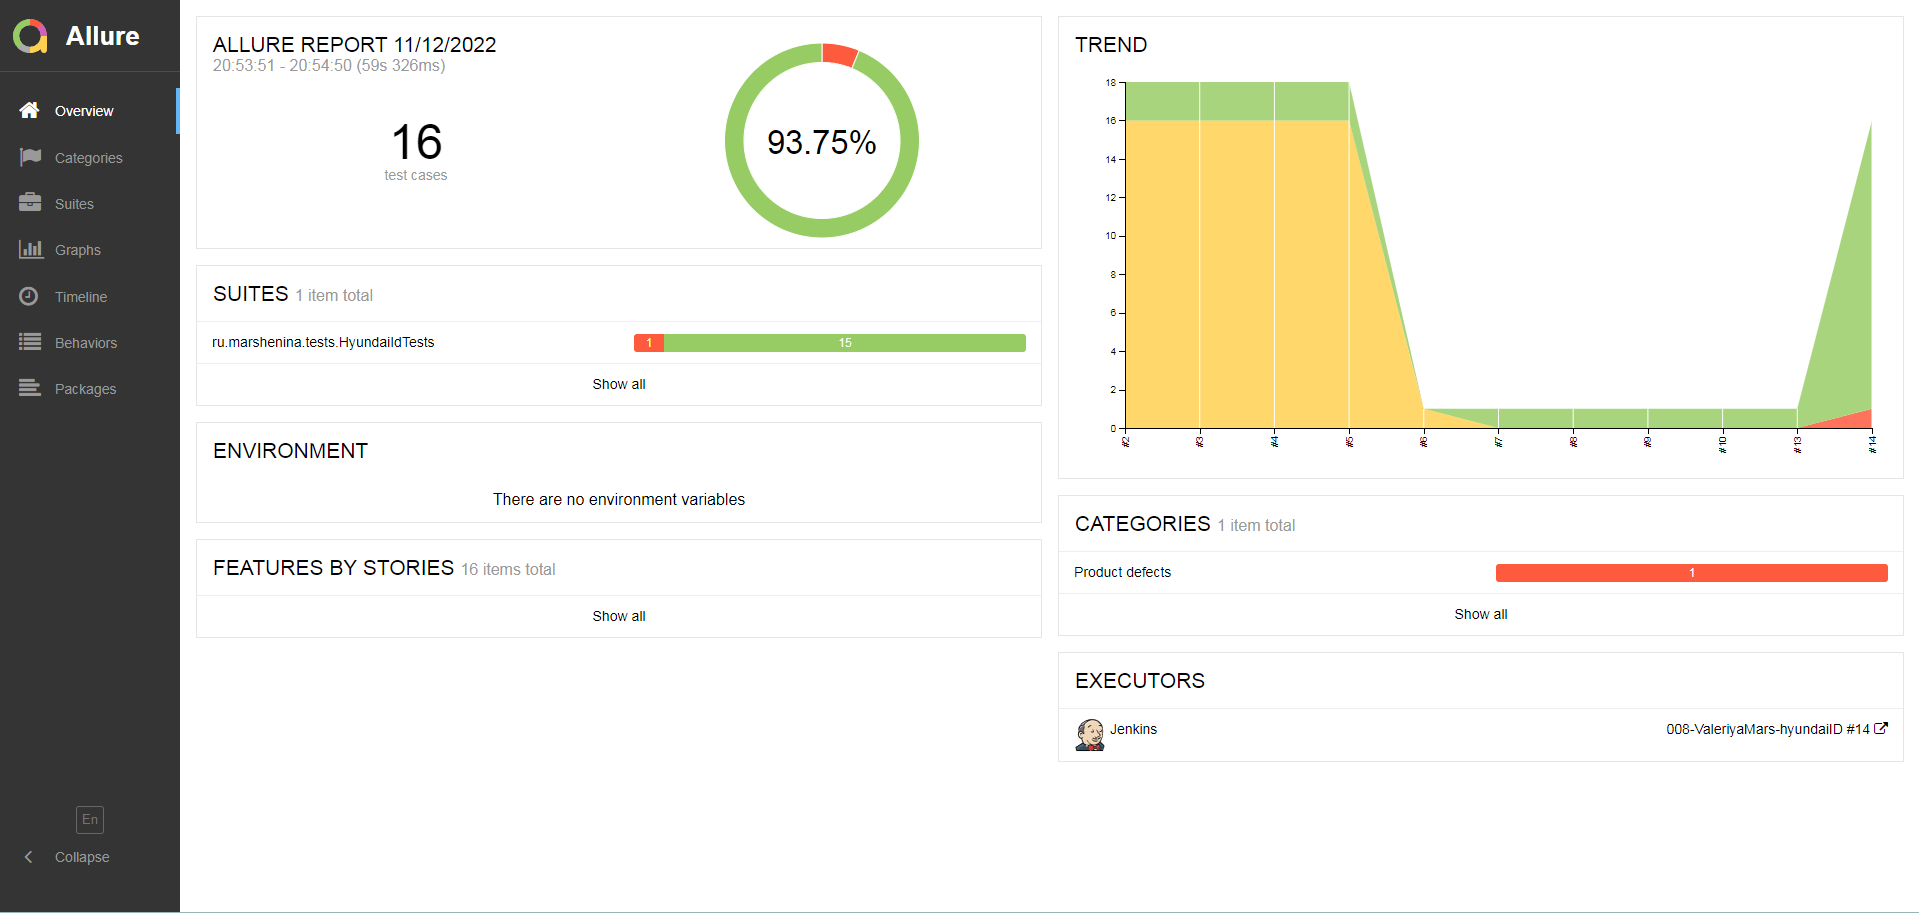 Allure
Overview
Categories
Suites
Graphs
Timeline
Behaviors
Packages
En
Collapse
ALLURE REPORT 11/12/2022
20:53:51 - 20:54:50 (59s 326ms)
16
test cases
93.75%
SUITES 1 item total
ru.marshenina.tests.HyundaiIdTests
1 15
Show all
ENVIRONMENT
There are no environment variables
FEATURES BY STORIES 16 items total
Show all
TREND
18
16
14
12
10
8
6
4
2
0
#2 #3 #4 #5 #6 #7 #8 #9 #10 #13 #14
CATEGORIES 1 item total
Product defects 1
Show all
EXECUTORS
Jenkins 008-ValeriyaMars-hyundaiID #14